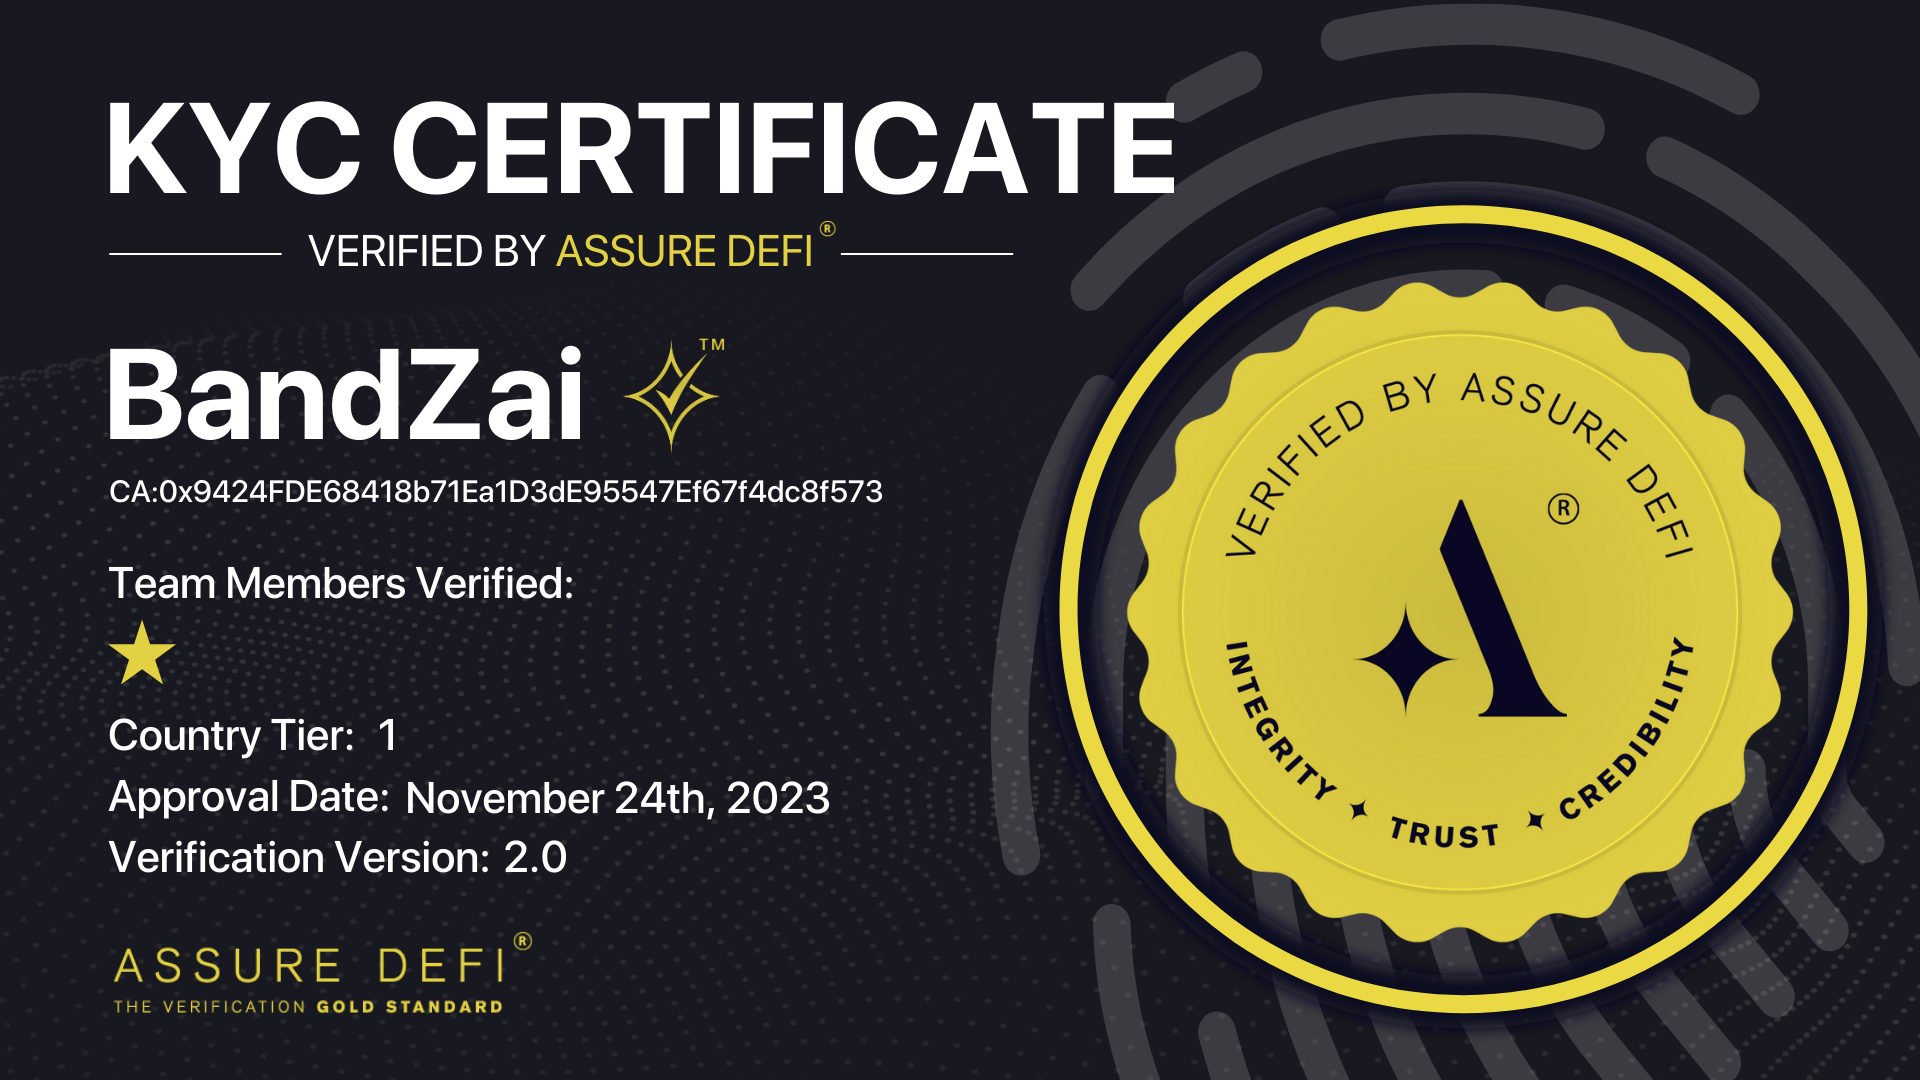 KYC CERTIFICATE
VERIFIED BY ASSURE DEFI®
BandZai ™
CA:0x9424FDE68418b71Ea1D3dE95547Ef67f4dc8f573
Team Members Verified:
Country Tier: 1
Approval Date: November 24th, 2023
Verification Version: 2.0
ASSURE DEFI®
THE VERIFICATION GOLD STANDARD
VERIFIED BY ASSURE DEFI
®
INTEGRITY ✦ TRUST ✦ CREDIBILITY